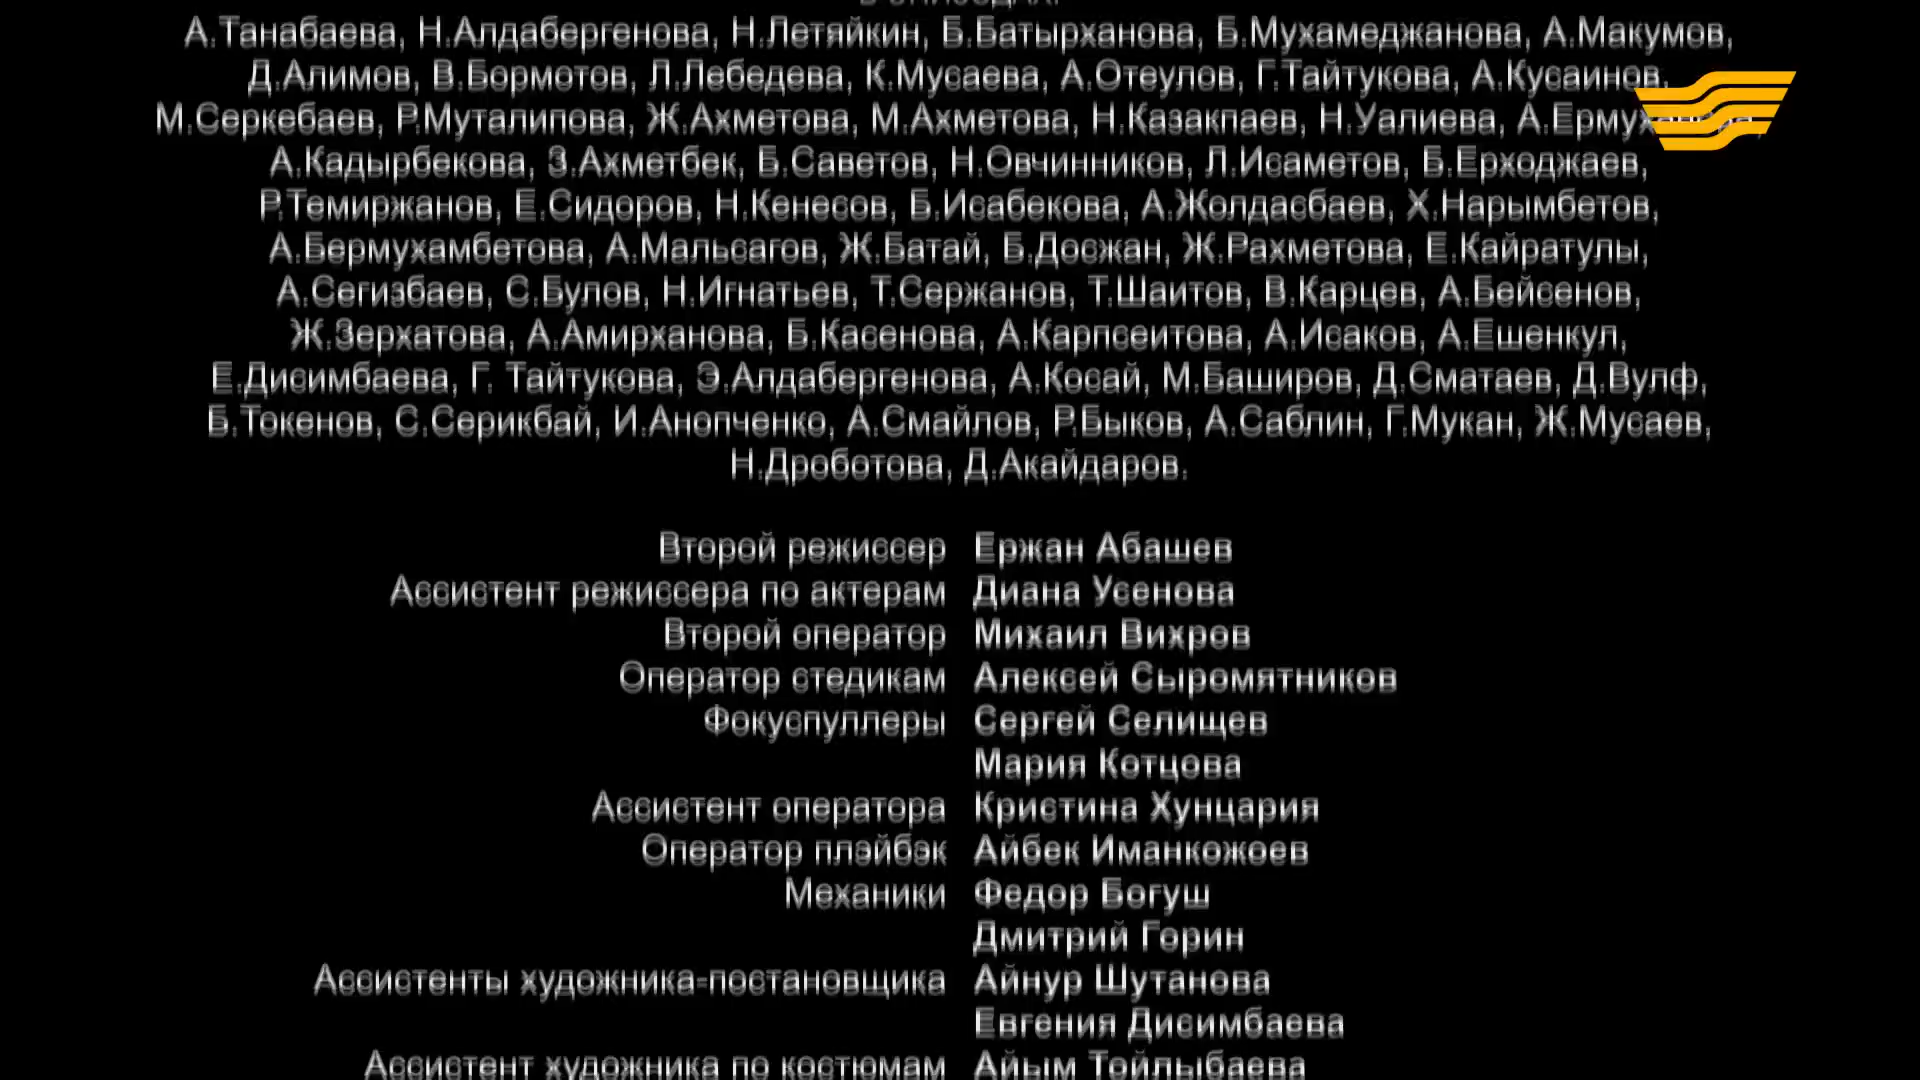 А.Танабаева, Н.Алдабергенова, Н.Летяйкин, Б.Батырханова, Б.Мухамеджанова, А.Макумов,
Д.Алимов, В.Бормотов, Л.Лебедева, К.Мусаева, А.Отеулов, Г.Тайтукова, А.Кусаинов,
М.Серкебаев, Р.Муталипова, Ж.Ахметова, М.Ахметова, Н.Казакпаев, Н.Уалиева,
А.Кадырбекова, З.Ахметбек, Б.Саветов, Н.Овчинников, Л.Исаметов, Б.Ерходжаев,
Р.Темиржанов, Е.Сидоров, Н.Кенесов, Б.Исабекова, А.Жолдасбаев, Х.Нарымбетов,
А.Бермухамбетова, А.Мальсагов, Ж.Батай, Б.Досжан, Ж.Рахметова, Е.Кайратулы,
А.Сегизбаев, С.Булов, Н.Игнатьев, Т.Сержанов, Т.Шаитов, В.Карцев, А.Бейсенов,
Ж.Зерхатова, А.Амирханова, Б.Касенова, А.Карпсеитова, А.Исаков, А.Ешенкул,
Е.Дисимбаева, Г. Тайтукова, Э.Алдабергенова, А.Косай, М.Баширов, Д.Сматаев, Д.Вулф,
Б.Токенов, С.Серикбай, И.Анопченко, А.Смайлов, Р.Быков, А.Саблин, Г.Мукан, Ж.Мусаев,
Н.Дроботова, Д.Акайдаров.
Второй режиссер Ержан Абашев
Ассистент режиссера по актерам Диана Усенова
Второй оператор Михаил Вихров
Оператор стедикам Алексей Сыромятников
Фокуспуллеры Сергей Селищев
Мария Котцова
Ассистент оператора Кристина Хунцария
Оператор плэйбэк Айбек Иманкожоев
Механики Федор Богуш
Дмитрий Горин
Ассистенты художника-постановщика Айнур Шутанова
Евгения Дисимбаева
Ассистент художника по костюмам Айым Тойлыбаева